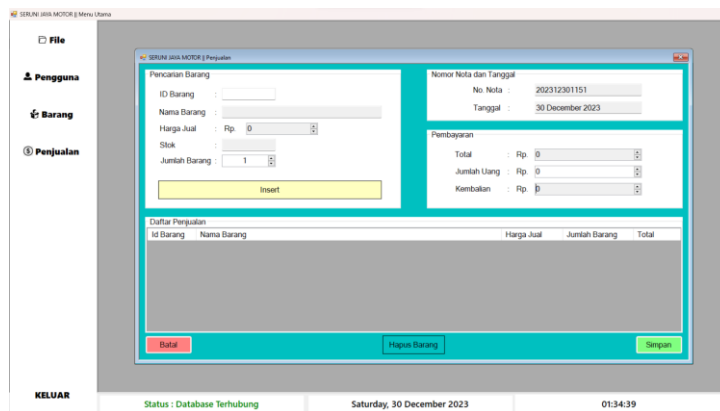 SERUNI JAYA MOTOR || Menu Utama
File
Pengguna
Barang
Penjualan
KELUAR
SERUNI JAYA MOTOR || Penjualan
Pencarian Barang
ID Barang :
Nama Barang :
Harga Jual : Rp. 0
Stok :
Jumlah Barang : 1
Insert
Nomor Nota dan Tanggal
No. Nota : 202312301151
Tanggal : 30 December 2023
Pembayaran
Total : Rp. 0
Jumlah Uang : Rp. 0
Kembalian : Rp. 0
Daftar Penjualan
Id Barang Nama Barang Harga Jual Jumlah Barang Total
Batal Hapus Barang Simpan
Status : Database Terhubung Saturday, 30 December 2023 01:34:39